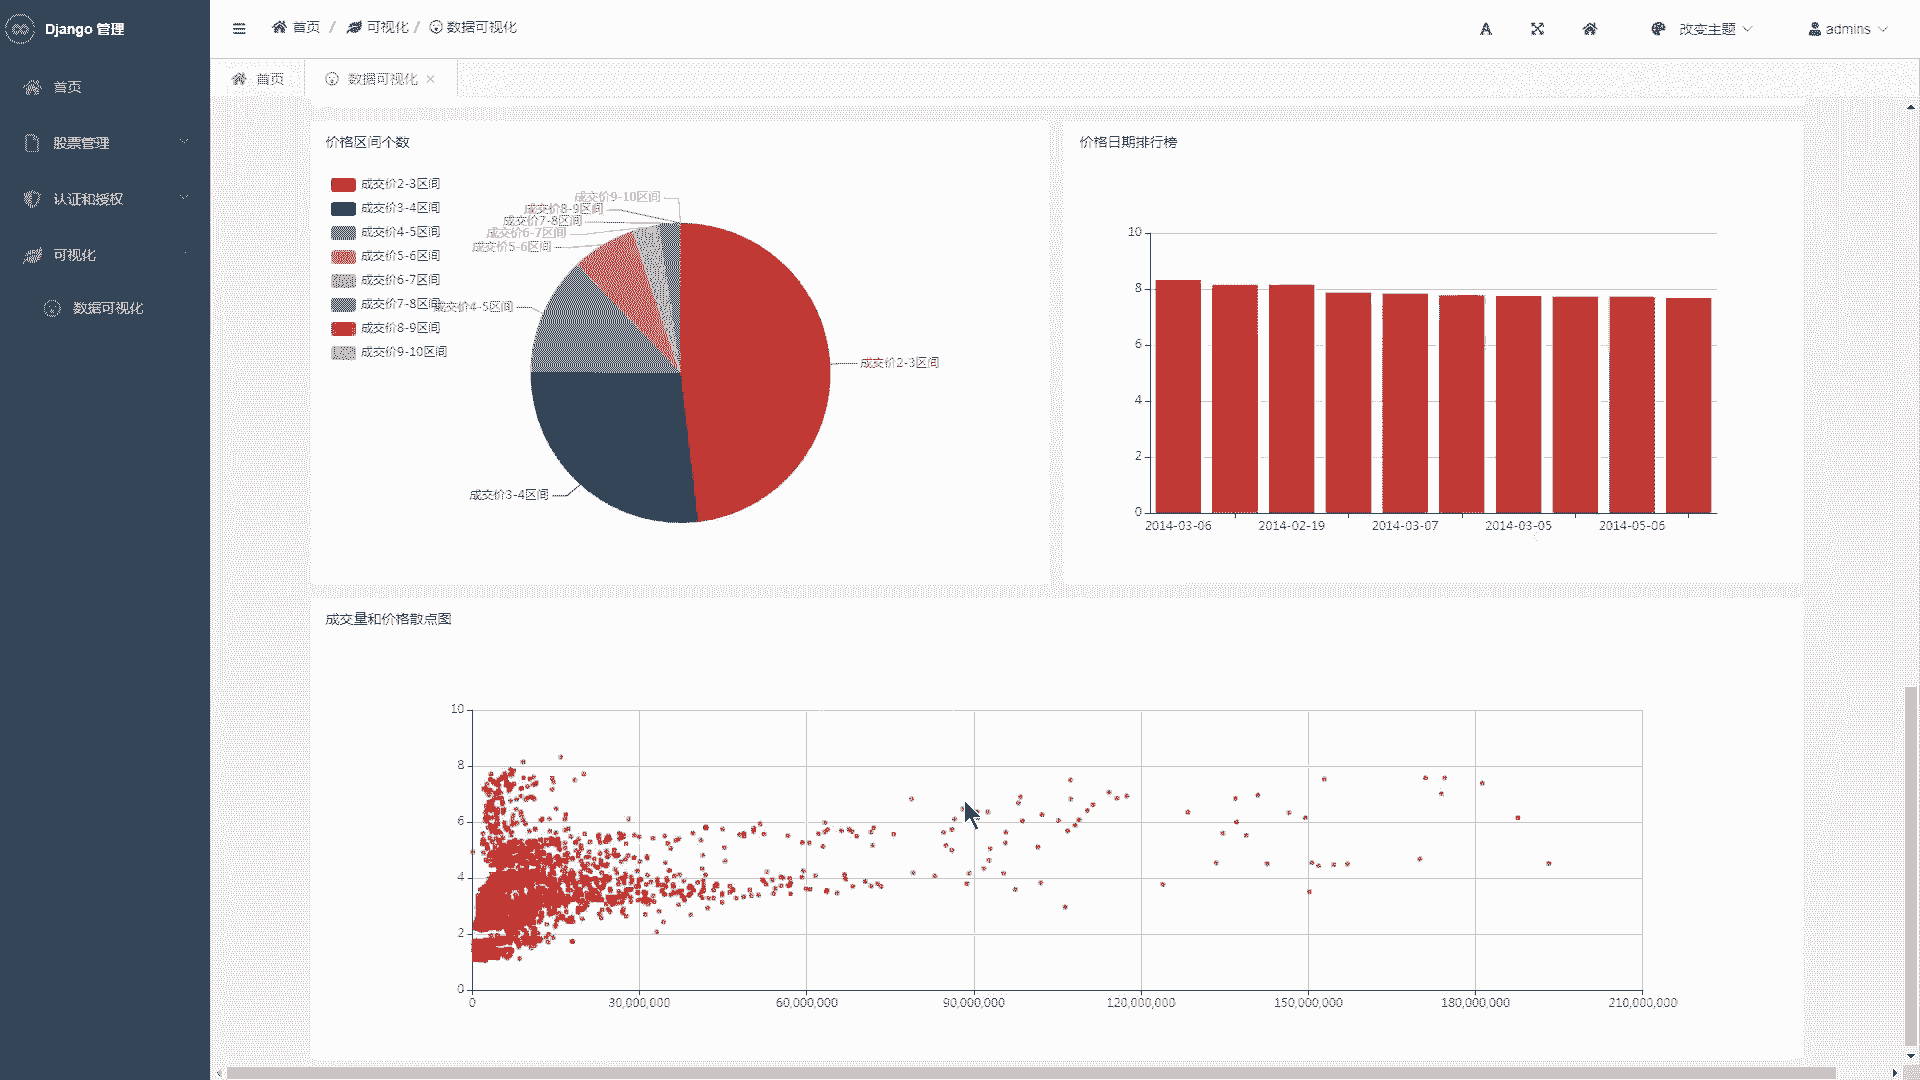 Django 管理
首页
股票管理
认证和授权
可视化
数据可视化
首页 / 可视化 / 数据可视化
改变主题
admins
首页
数据可视化
价格区间个数
成交价2-3区间
成交价3-4区间
成交价4-5区间
成交价5-6区间
成交价6-7区间
成交价7-8区间
成交价8-9区间
成交价9-10区间
成交价9-10区间
成交价8-9区间
成交价7-8区间
成交价6-7区间
成交价5-6区间
成交价4-5区间
成交价2-3区间
成交价3-4区间
价格日期排行榜
10
8
6
4
2
0
2014-03-06 2014-02-19 2014-03-07 2014-03-05 2014-05-06
成交量和价格散点图
10
8
6
4
2
0
0 30,000,000 60,000,000 90,000,000 120,000,000 150,000,000 180,000,000 210,000,000